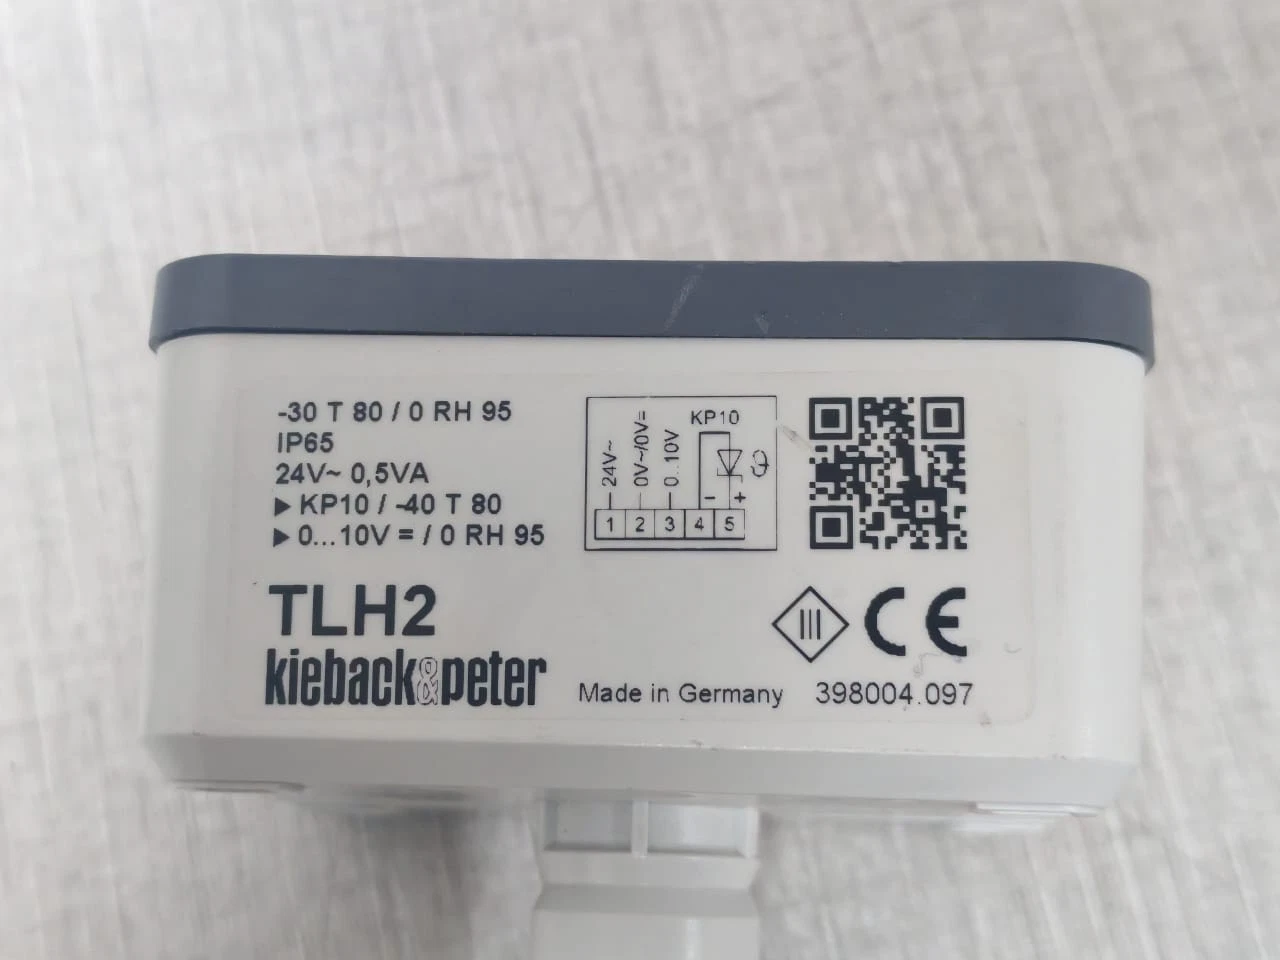 -30 T 80 / 0 RH 95
IP65
24V~ 0,5VA
▶ KP10 / -40 T 80
▶ 0...10V = / 0 RH 95
24V~
0V~/0V=
0..10V
KP10
- +
1 2 3 4 5
TLH2
kieback&peter
III CE
Made in Germany 398004.097